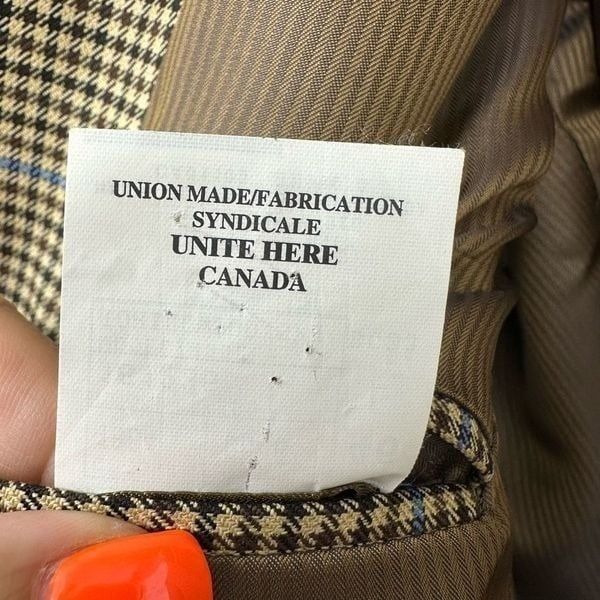 UNION MADE/FABRICATION
SYNDICALE
UNITE HERE
CANADA